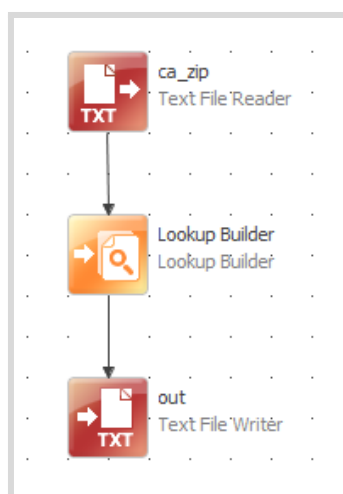 TXT
ca_zip
Text File Reader
Lookup Builder
Lookup Builder
TXT
out
Text File Writer